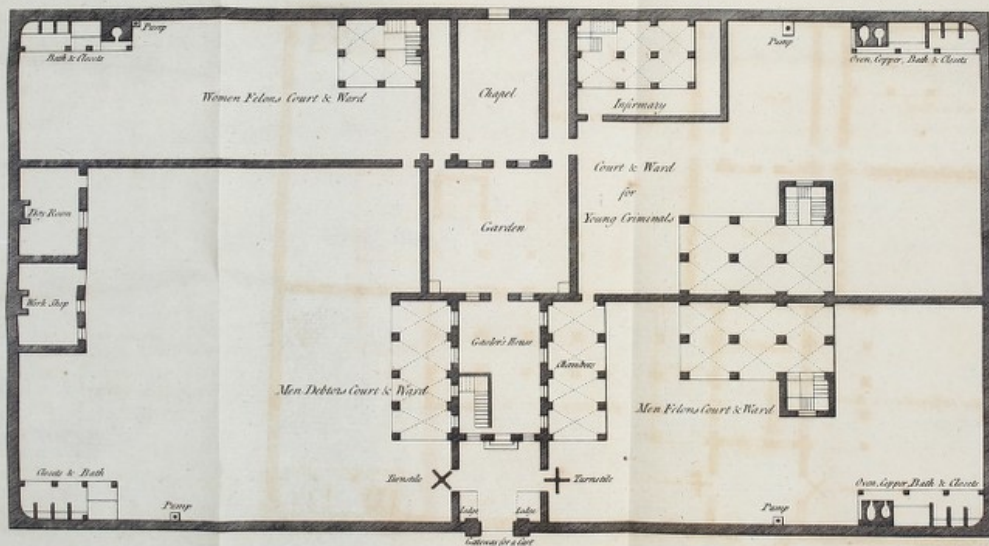 Pump
Bath & Closets
Women Felons Court & Ward
Chapel
Infirmary
Pump
Oven, Copper, Bath & Closets
Court & Ward
for
Young Criminals
Day Room
Garden
Work Shop
Gaoler's House
Chambers
Men Debtors Court & Ward
Men Felons Court & Ward
Closets & Bath
Turnstile
Turnstile
Oven, Copper, Bath & Closets
Pump
Lodge
Lodge
Pump
Gateway for a Cart